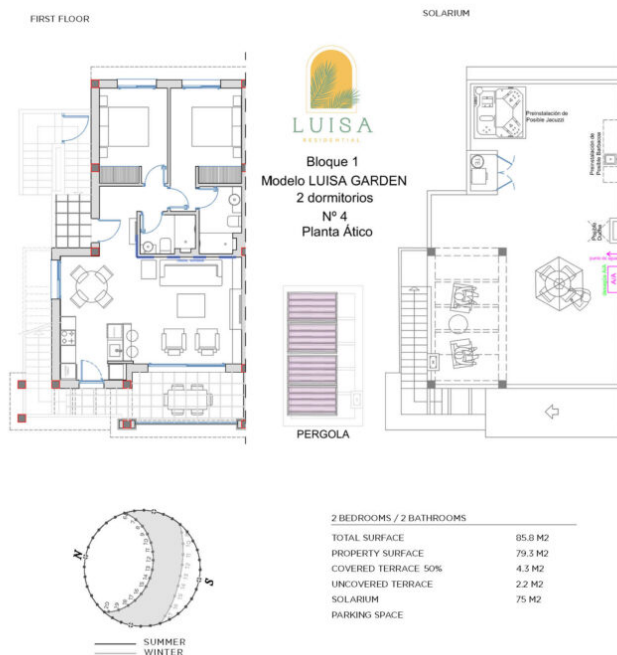 FIRST FLOOR
SOLARIUM
LUISA
RESIDENTIAL
Bloque 1
Modelo LUISA GARDEN
2 dormitorios
Nº 4
Planta Ático
PERGOLA
Preinstalación de
Posible Jacuzzi
Preinstalación de
Posible Barbacoa
Posible
Ducha
A/A
N
S
SUMMER
WINTER
2 BEDROOMS / 2 BATHROOMS
TOTAL SURFACE 85.8 M2
PROPERTY SURFACE 79.3 M2
COVERED TERRACE 50% 4.3 M2
UNCOVERED TERRACE 2.2 M2
SOLARIUM 75 M2
PARKING SPACE